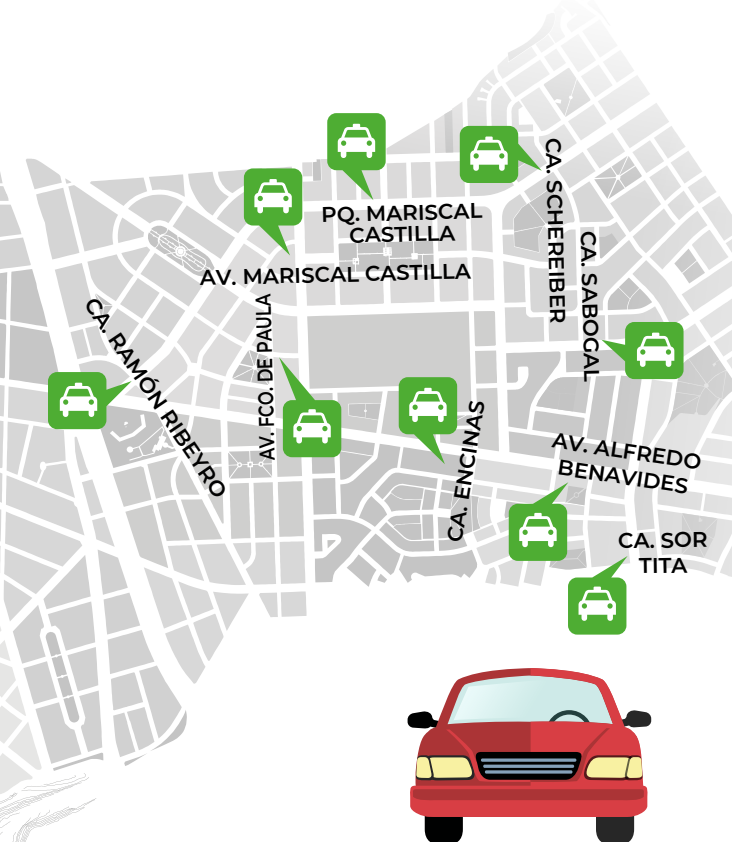 CA. SCHEREIBER
PQ. MARISCAL
CASTILLA
CA. SABOGAL
AV. MARISCAL CASTILLA
CA. RAMÓN RIBEYRO
AV. FCO. DE PAULA
CA. ENCINAS
AV. ALFREDO
BENAVIDES
CA. SOR
TITA